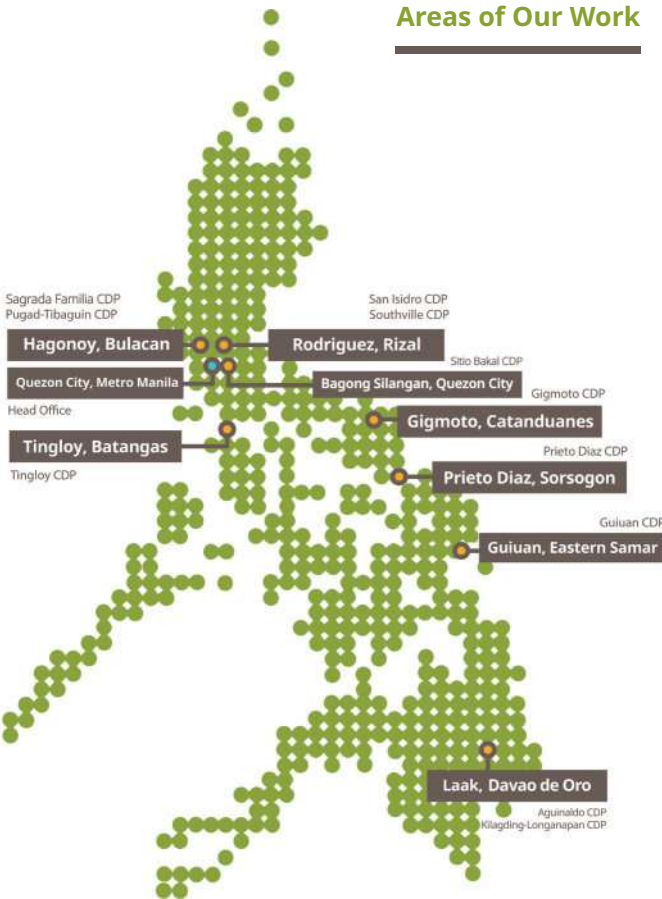 Areas of Our Work
Sagrada Familia CDP
Pugad-Tibaguin CDP
Hagonoy, Bulacan
San Isidro CDP
Southville CDP
Rodriguez, Rizal
Quezon City, Metro Manila
Head Office
Sitio Bakal CDP
Bagong Silangan, Quezon City
Gigmoto CDP
Gigmoto, Catanduanes
Tingloy, Batangas
Tingloy CDP
Prieto Diaz CDP
Prieto Diaz, Sorsogon
Guiuan CDP
Guiuan, Eastern Samar
Laak, Davao de Oro
Aguinaldo CDP
Kilagding-Longanapan CDP